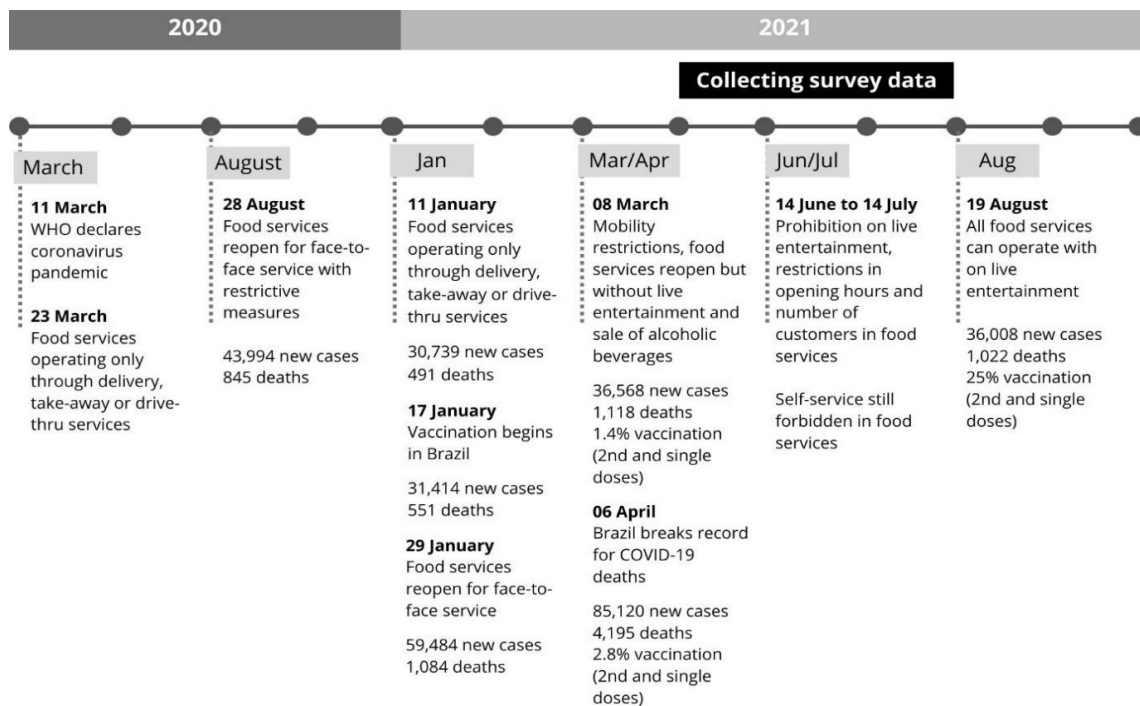 2020
2021
Collecting survey data
March
11 March
WHO declares
coronavirus
pandemic
23 March
Food services
operating only
through delivery,
take-away or drive-
thru services
August
28 August
Food services
reopen for face-to-
face service with
restrictive
measures
43,994 new cases
845 deaths
Jan
11 January
Food services
operating only
through delivery,
take-away or drive-
thru services
30,739 new cases
491 deaths
17 January
Vaccination begins
in Brazil
31,414 new cases
551 deaths
29 January
Food services
reopen for face-to-
face service
59,484 new cases
1,084 deaths
Mar/Apr
08 March
Mobility
restrictions, food
services reopen but
without live
entertainment and
sale of alcoholic
beverages
36,568 new cases
1,118 deaths
1.4% vaccination
(2nd and single
doses)
06 April
Brazil breaks record
for COVID-19
deaths
85,120 new cases
4,195 deaths
2.8% vaccination
(2nd and single
doses)
Jun/Jul
14 June to 14 July
Prohibition on live
entertainment,
restrictions in
opening hours and
number of
customers in food
services
Self-service still
forbidden in food
services
Aug
19 August
All food services
can operate with
on live
entertainment
36,008 new cases
1,022 deaths
25% vaccination
(2nd and single
doses)